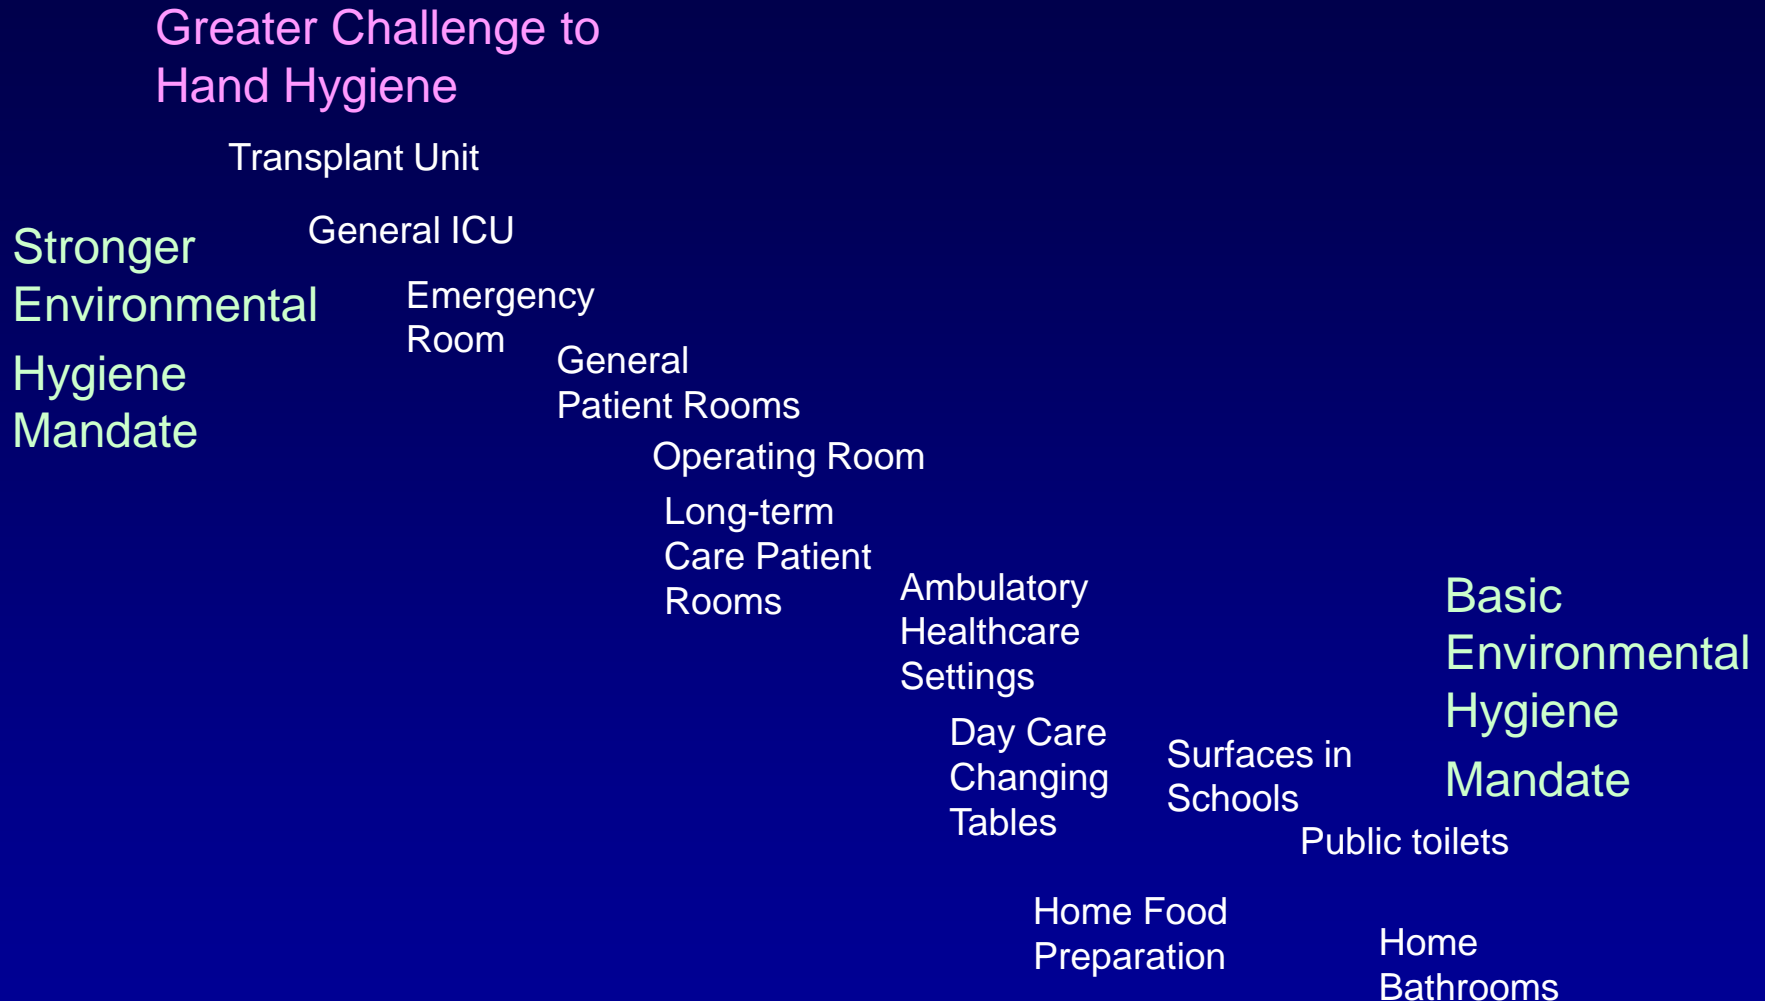 Greater Challenge to
Hand Hygiene
Transplant Unit
General ICU
Stronger
Environmental
Hygiene
Mandate
Emergency
Room
General
Patient Rooms
Operating Room
Long-term
Care Patient
Rooms
Ambulatory
Healthcare
Settings
Basic
Environmental
Hygiene
Mandate
Day Care
Changing
Tables
Surfaces in
Schools
Public toilets
Home Food
Preparation
Home
Bathrooms